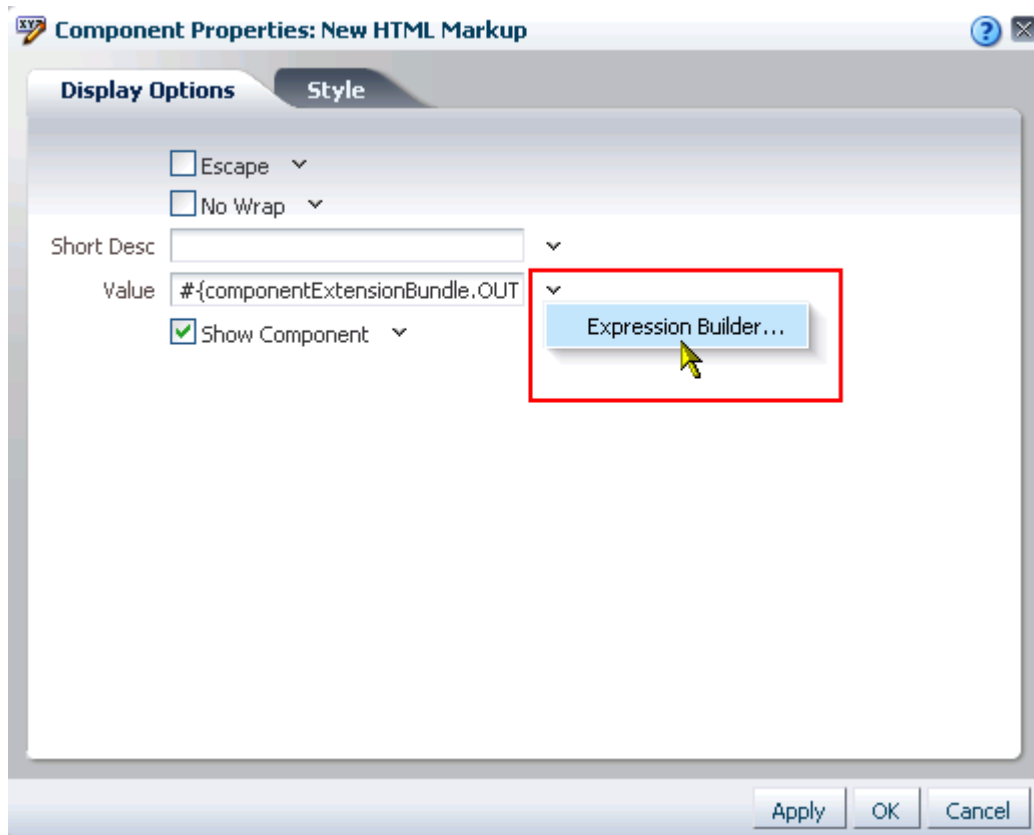 Component Properties: New HTML Markup
Display Options Style
Escape
No Wrap
Short Desc
Value #{componentExtensionBundle.OUT
Expression Builder...
Show Component
Apply OK Cancel